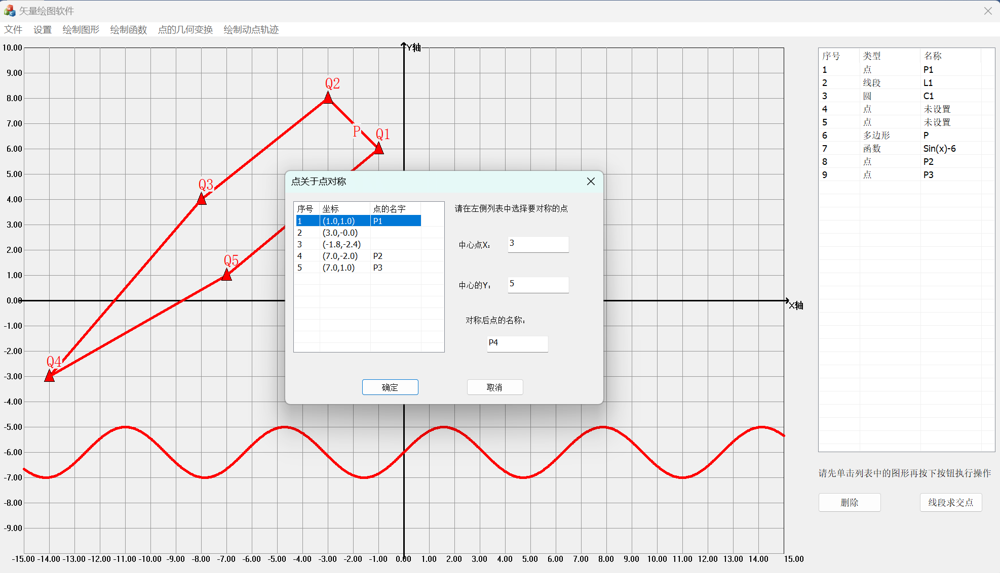 矢量绘图软件
文件 设置 绘制图形 绘制函数 点的几何变换 绘制动点轨迹
Y轴
10.00
9.00
8.00
7.00
6.00
5.00
4.00
3.00
2.00
1.00
0.00
-1.00
-2.00
-3.00
-4.00
-5.00
-6.00
-7.00
-8.00
-9.00
-15.00 -14.00 -13.00 -12.00 -11.00 -10.00 -9.00 -8.00 -7.00 -6.00 -5.00 -4.00 -3.00 -2.00 -1.00 0.00 1.00 2.00 3.00 4.00 5.00 6.00 7.00 8.00 9.00 10.00 11.00 12.00 13.00 14.00 15.00
X轴
Q2
P
Q1
Q3
Q5
Q4
点关于点对称
序号 坐标 点的名字
1 (1.0,1.0) P1
2 (3.0,-0.0)
3 (-1.8,-2.4)
4 (7.0,-2.0) P2
5 (7.0,1.0) P3
请在左侧列表中选择要对称的点
中心点X： 3
中心的Y： 5
对称后点的名称：
P4
确定 取消
序号 类型 名称
1 点 P1
2 线段 L1
3 圆 C1
4 点 未设置
5 点 未设置
6 多边形 P
7 函数 Sin(x)-6
8 点 P2
9 点 P3
请先单击列表中的图形再按下按钮执行操作
删除 线段求交点